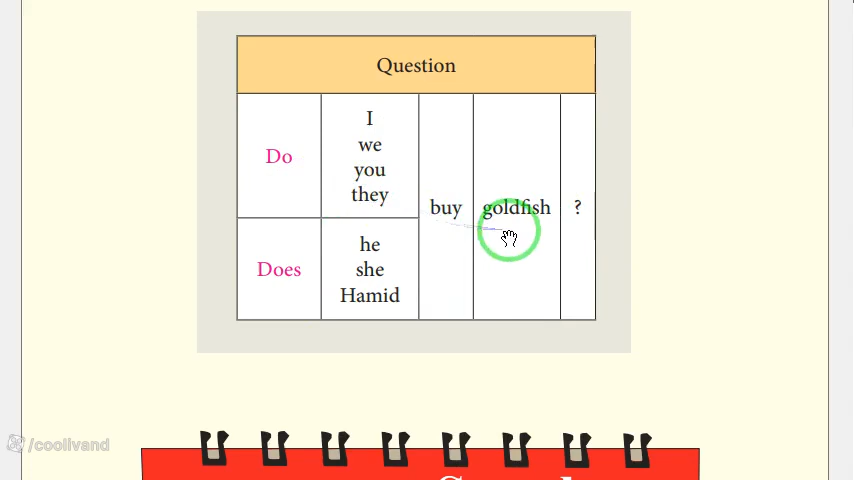 Question
Do
I
we
you
they
Does
he
she
Hamid
buy
goldfish
?
/coolivand